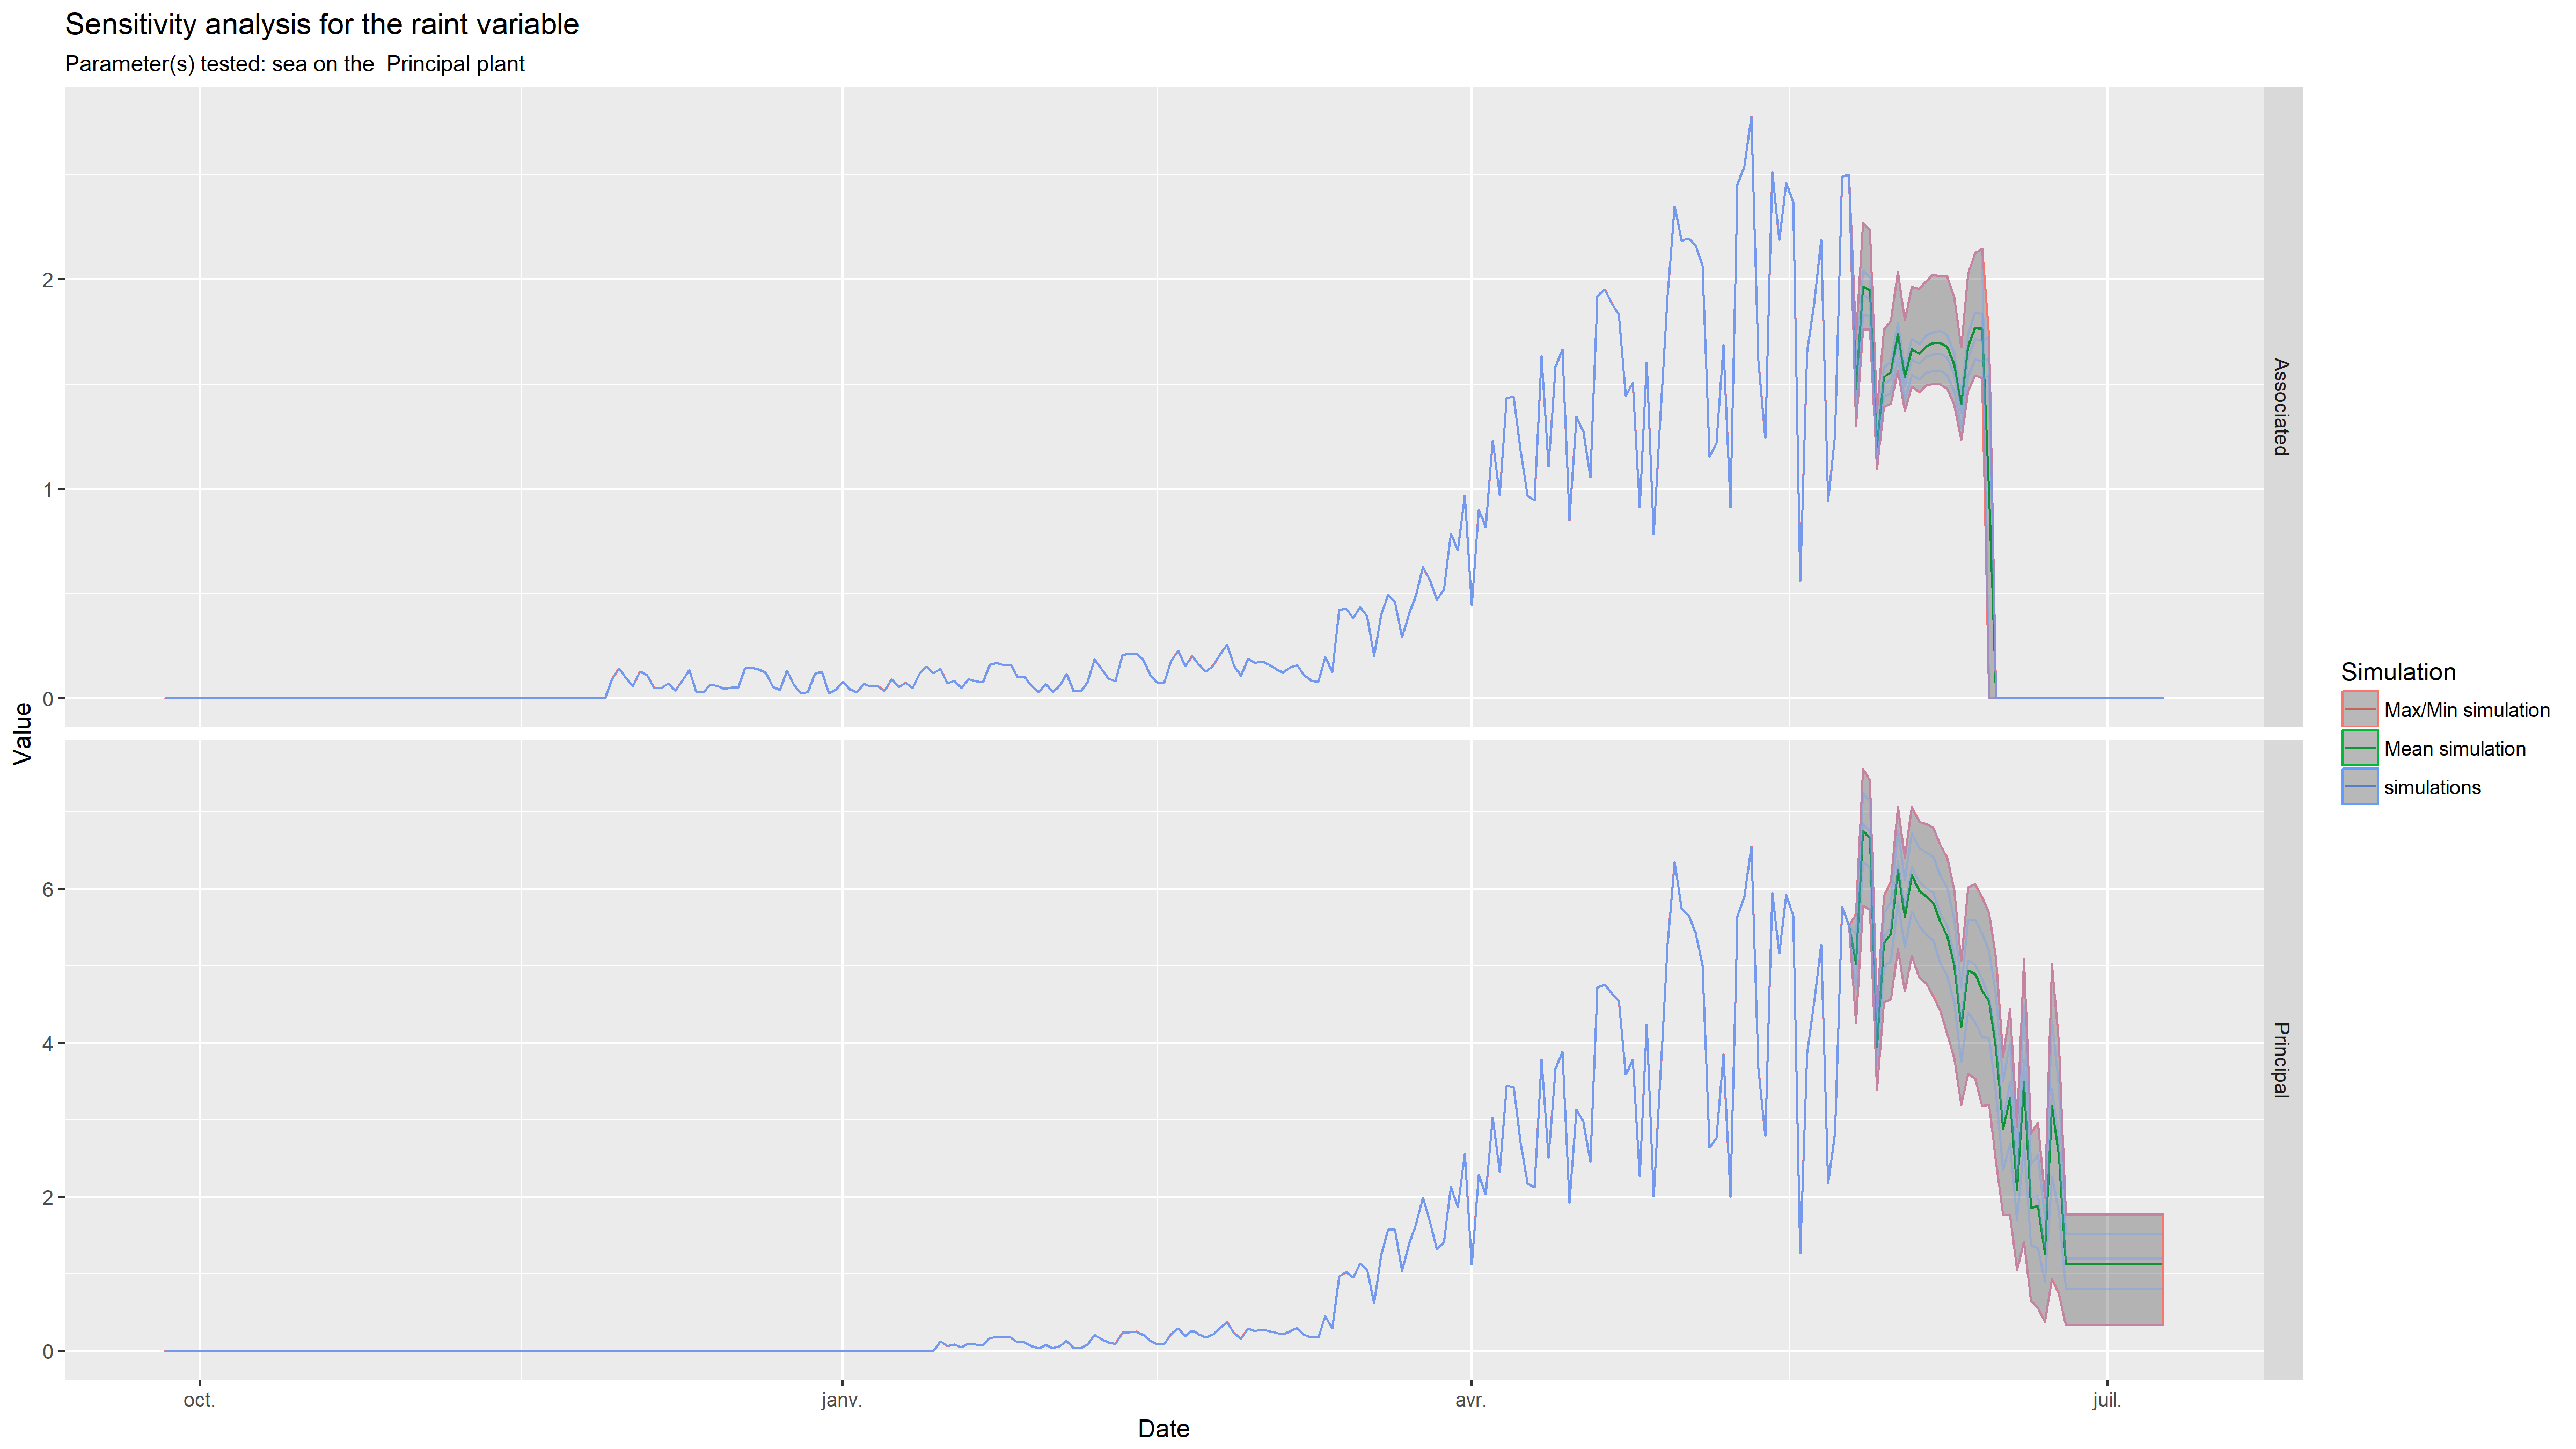 Sensitivity analysis for the raint variable
Parameter(s) tested: sea on the  Principal plant
2
1
0
Associated
Value
6
4
2
0
Principal
oct.
janv.
avr.
juil.
Date
Simulation
Max/Min simulation
Mean simulation
simulations